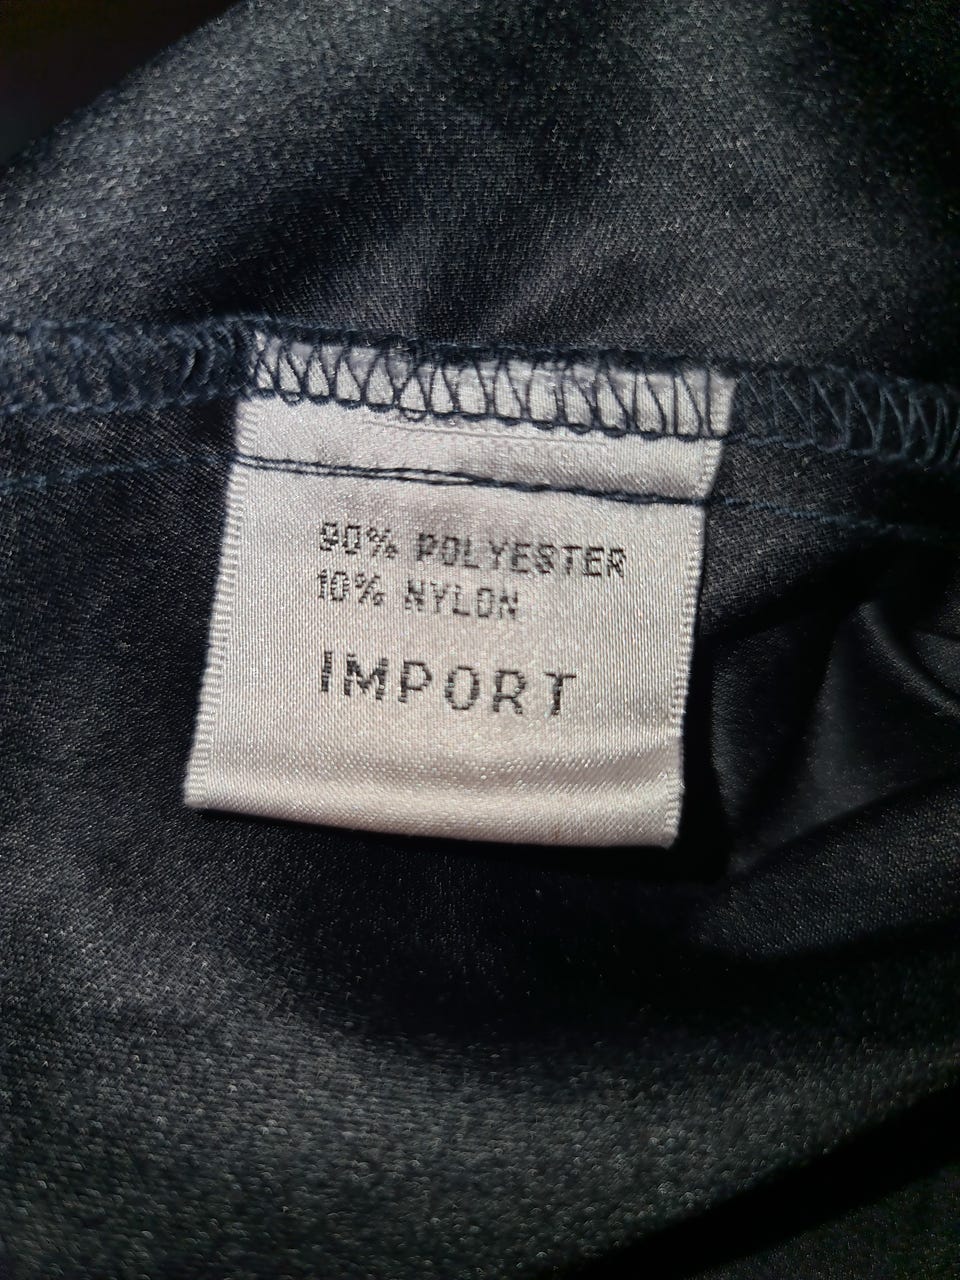 90% POLYESTER
10% NYLON
IMPORT